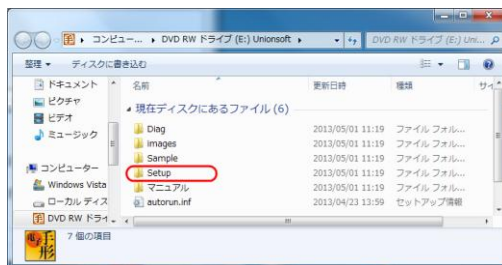 コンピュー... ▸ DVD RW ドライブ (E:) Unionsoft ▸
DVD RW ドライブ (E:) Uni...
整理 ▾ ディスクに書き込む
ドキュメント
ピクチャ
ビデオ
ミュージック
コンピューター
Windows Vista
ローカル ディス
DVD RW ドライ
名前 更新日時 種類 サイ
現在ディスクにあるファイル (6)
Diag 2013/05/01 11:19 ファイル フォル...
images 2013/05/01 11:19 ファイル フォル...
Sample 2013/05/01 11:19 ファイル フォル...
Setup 2013/05/01 11:19 ファイル フォル...
マニュアル 2013/05/01 11:19 ファイル フォル...
autorun.inf 2013/04/23 13:59 セットアップ情報
電子手形
7 個の項目